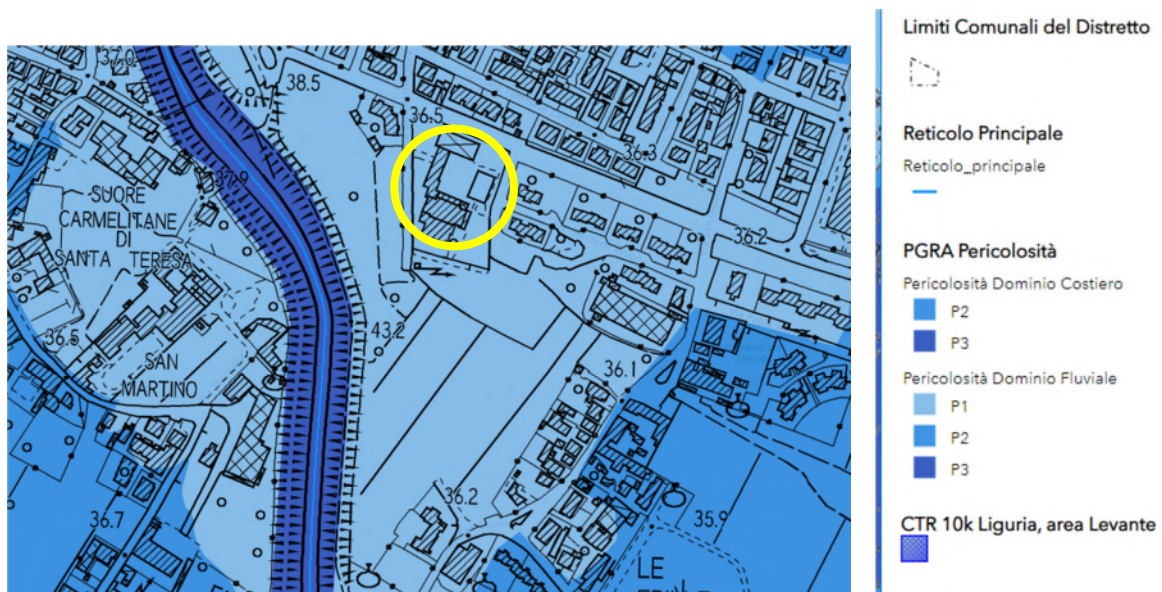 37.0
38.5
36.5
36.3
37.9
SUORE
CARMELITANE
DI
SANTA TERESA
36.2
36.5
43.2
SAN
MARTINO
36.1
36.2
36.7
35.9
LE
Limiti Comunali del Distretto
Reticolo Principale
Reticolo_principale
PGRA Pericolosità
Pericolosità Dominio Costiero
P2
P3
Pericolosità Dominio Fluviale
P1
P2
P3
CTR 10k Liguria, area Levante